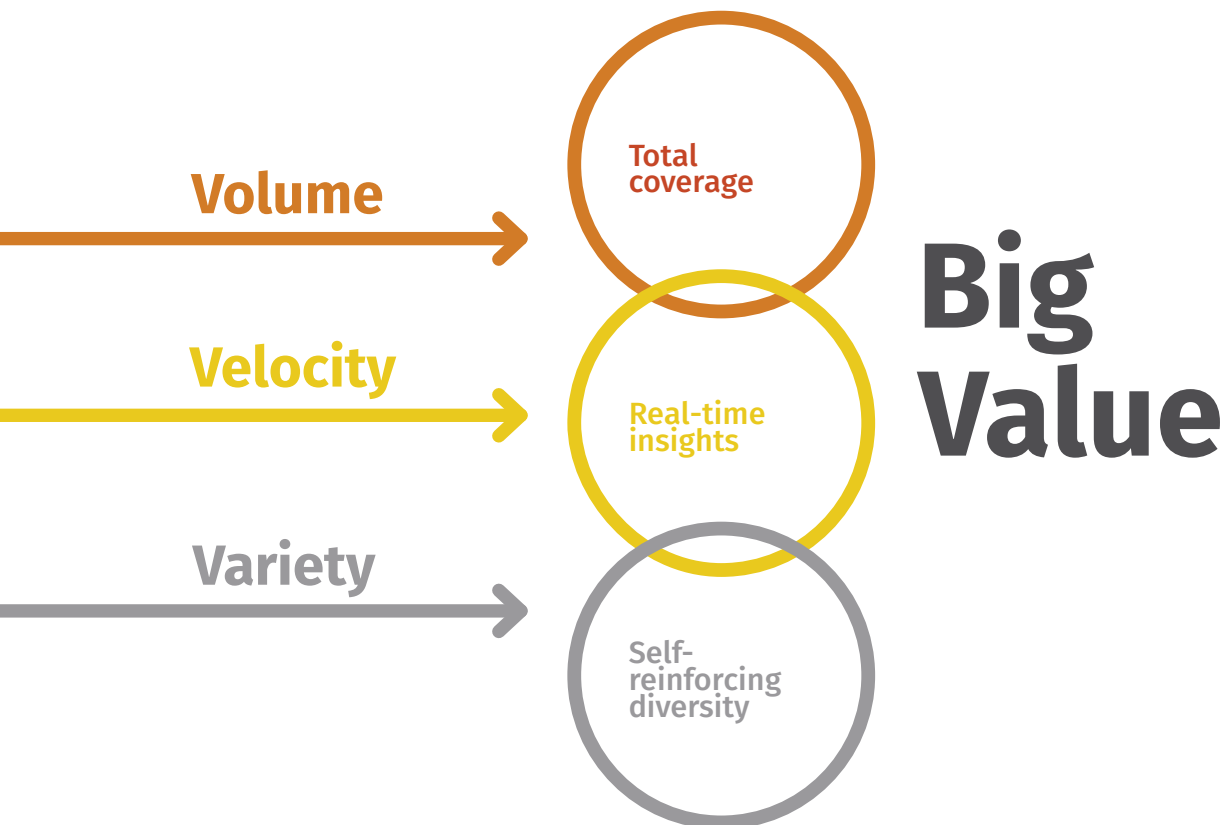 Volume
Total
coverage
Velocity
Real-time
insights
Variety
Self-
reinforcing
diversity
Big
Value